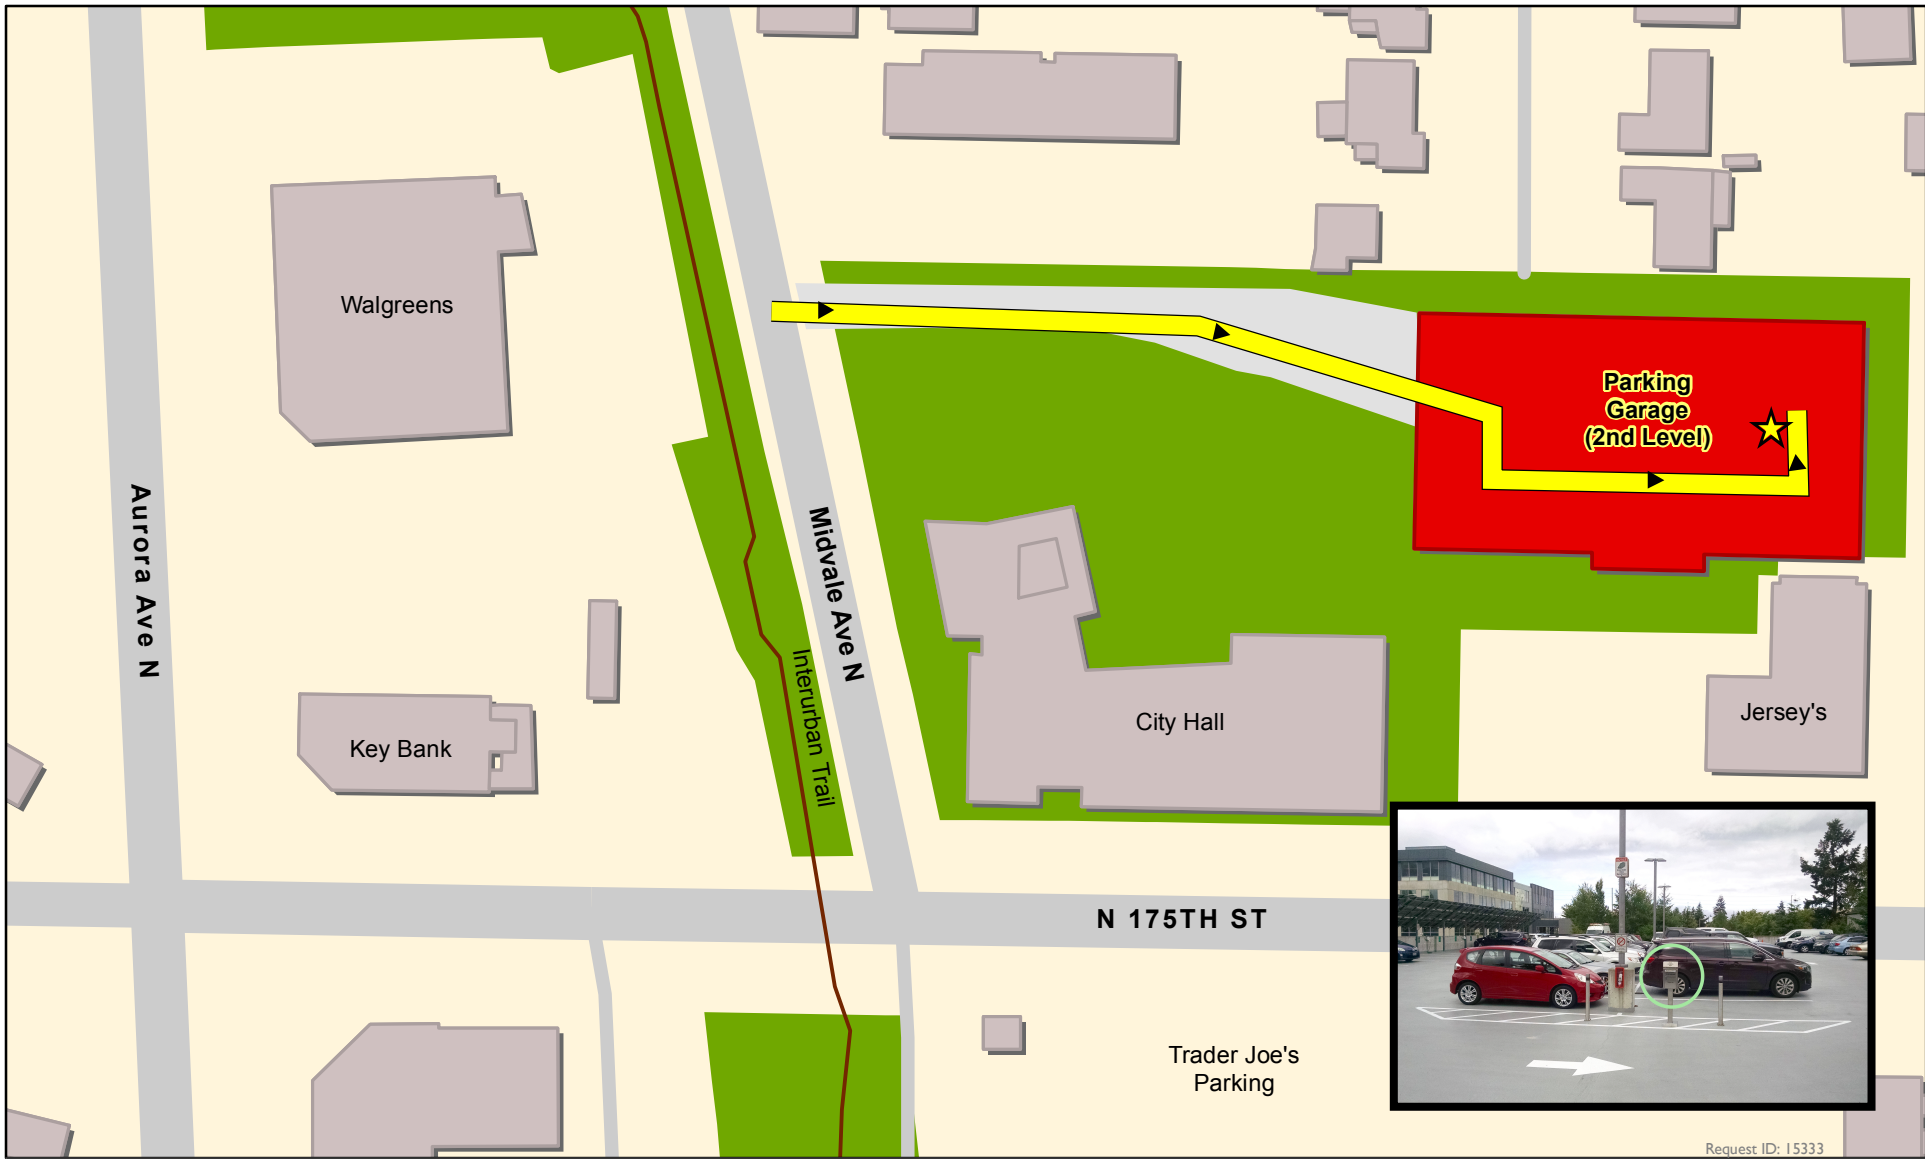 Walgreens
Parking
Garage
(2nd Level)
Aurora Ave N
Midvale Ave N
Interurban Trail
City Hall
Jersey's
Key Bank
N 175TH ST
Trader Joe's
Parking
Request ID: 15333